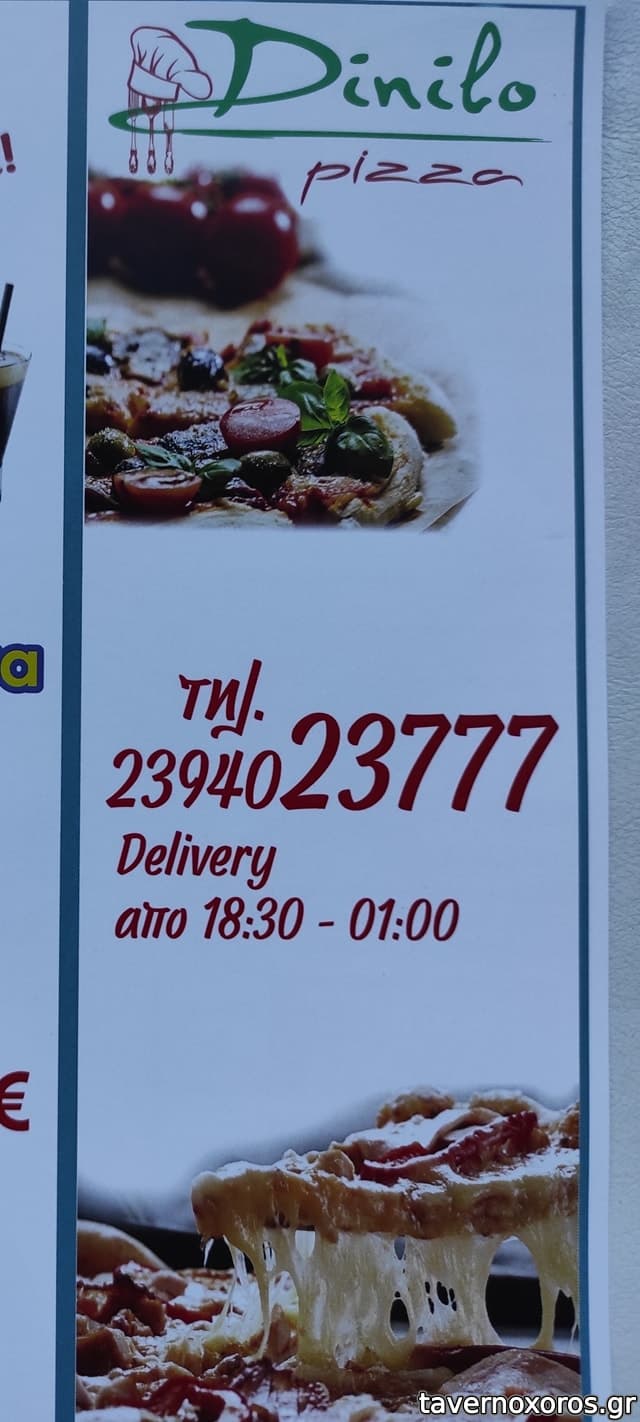 Dinilo
pizza
!
α
τηλ.
2394023777
Delivery
απο 18:30 - 01:00
€
tavernoxoros.gr